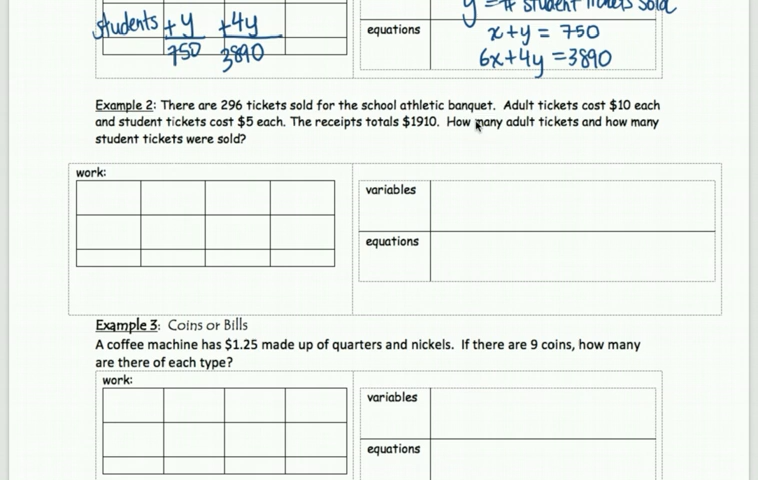 y = # student tickets sold
students + y +4y
750 3890
equations
x + y = 750
6x+4y =3890
Example 2: There are 296 tickets sold for the school athletic banquet. Adult tickets cost $10 each
and student tickets cost $5 each. The receipts totals $1910. How many adult tickets and how many
student tickets were sold?
work:
variables
equations
Example 3: Coins or Bills
A coffee machine has $1.25 made up of quarters and nickels. If there are 9 coins, how many
are there of each type?
work:
variables
equations